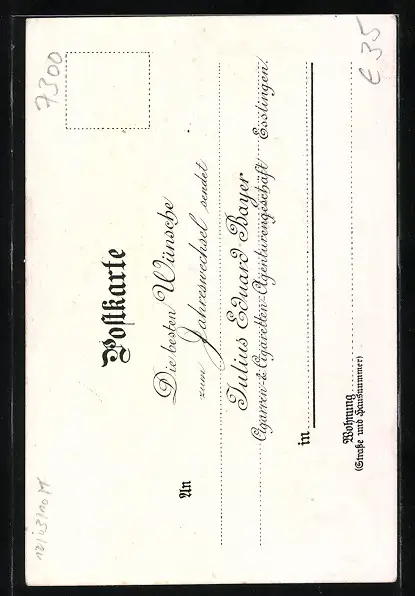 7300
€ 35
Postkarte
Die besten Wünsche
zum Jahreswechsel sendet
An
Julius Eduard Bayer
Cigarren- & Cigaretten-Agenturengeschäft Esslingen/.
in
Wohnung
(Straße und Hausnummer)